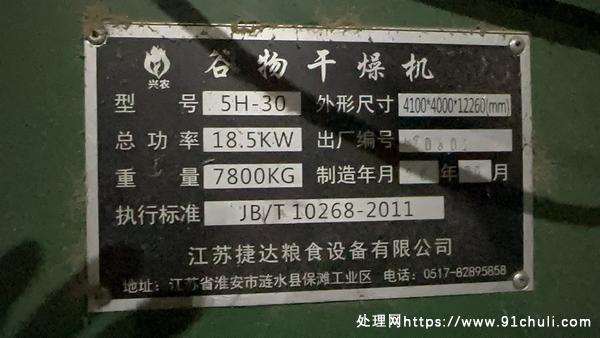 兴农
谷物干燥机
型号 5H-30 外形尺寸 4100*4000*12260(mm)
总功率 18.5KW 出厂编号
重量 7800KG 制造年月 年 月
执行标准 JB/T 10268-2011
江苏捷达粮食设备有限公司
地址：江苏省淮安市涟水县保滩工业区 电话：0517-82895858
处理网https://www.91chuli.com/